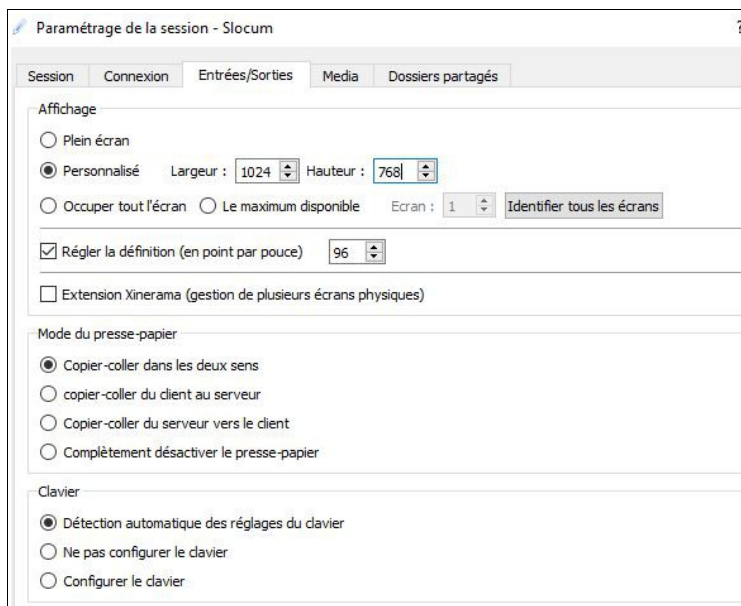 Paramétrage de la session - Slocum ?
Session Connexion Entrées/Sorties Media Dossiers partagés
Affichage
Plein écran
Personnalisé Largeur : 1024 Hauteur : 768
Occuper tout l'écran Le maximum disponible Ecran : 1 Identifier tous les écrans
Régler la définition (en point par pouce) 96
Extension Xinerama (gestion de plusieurs écrans physiques)
Mode du presse-papier
Copier-coller dans les deux sens
copier-coller du client au serveur
Copier-coller du serveur vers le client
Complètement désactiver le presse-papier
Clavier
Détection automatique des réglages du clavier
Ne pas configurer le clavier
Configurer le clavier